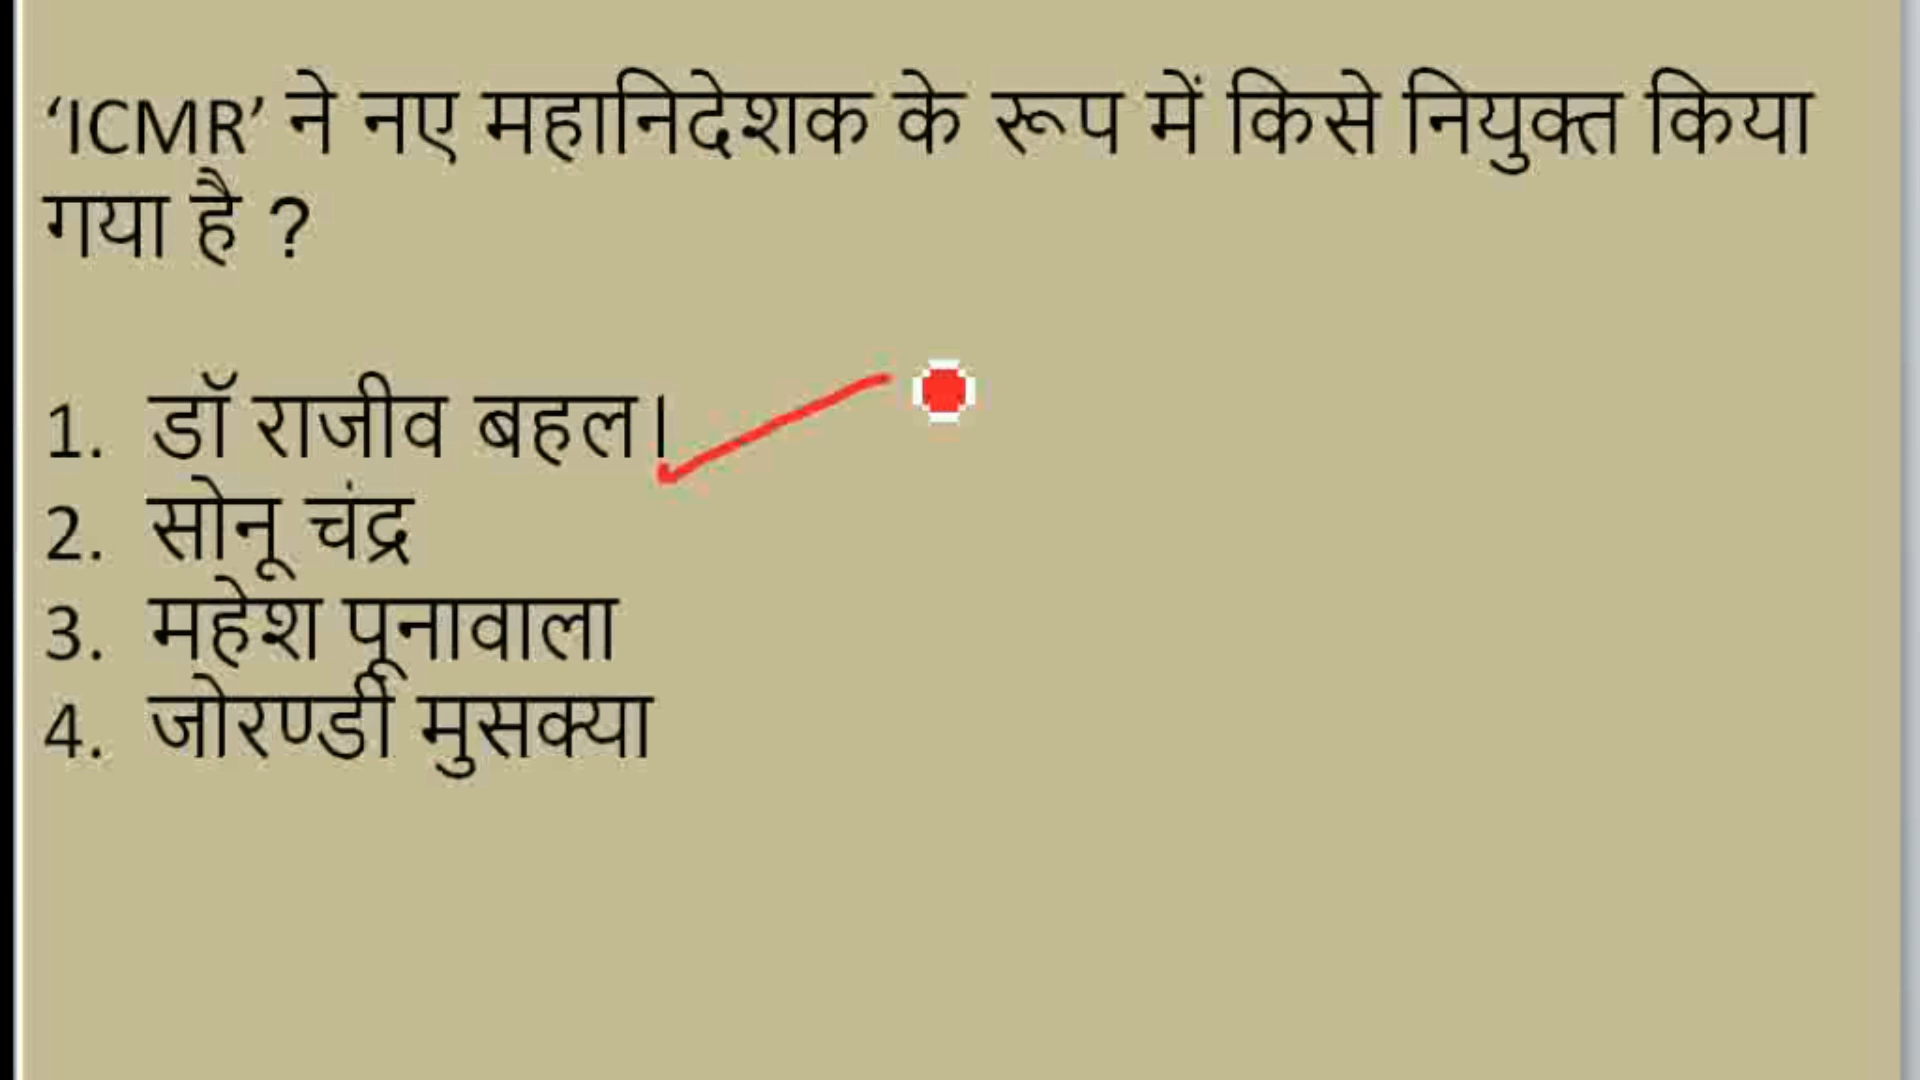 ‘ICMR’ ने नए महानिदेशक के रूप में किसे नियुक्त किया
गया है ?
1. डॉ राजीव बहल।
2. सोनू चंद्र
3. महेश पूनावाला
4. जोरण्डी मुसक्या